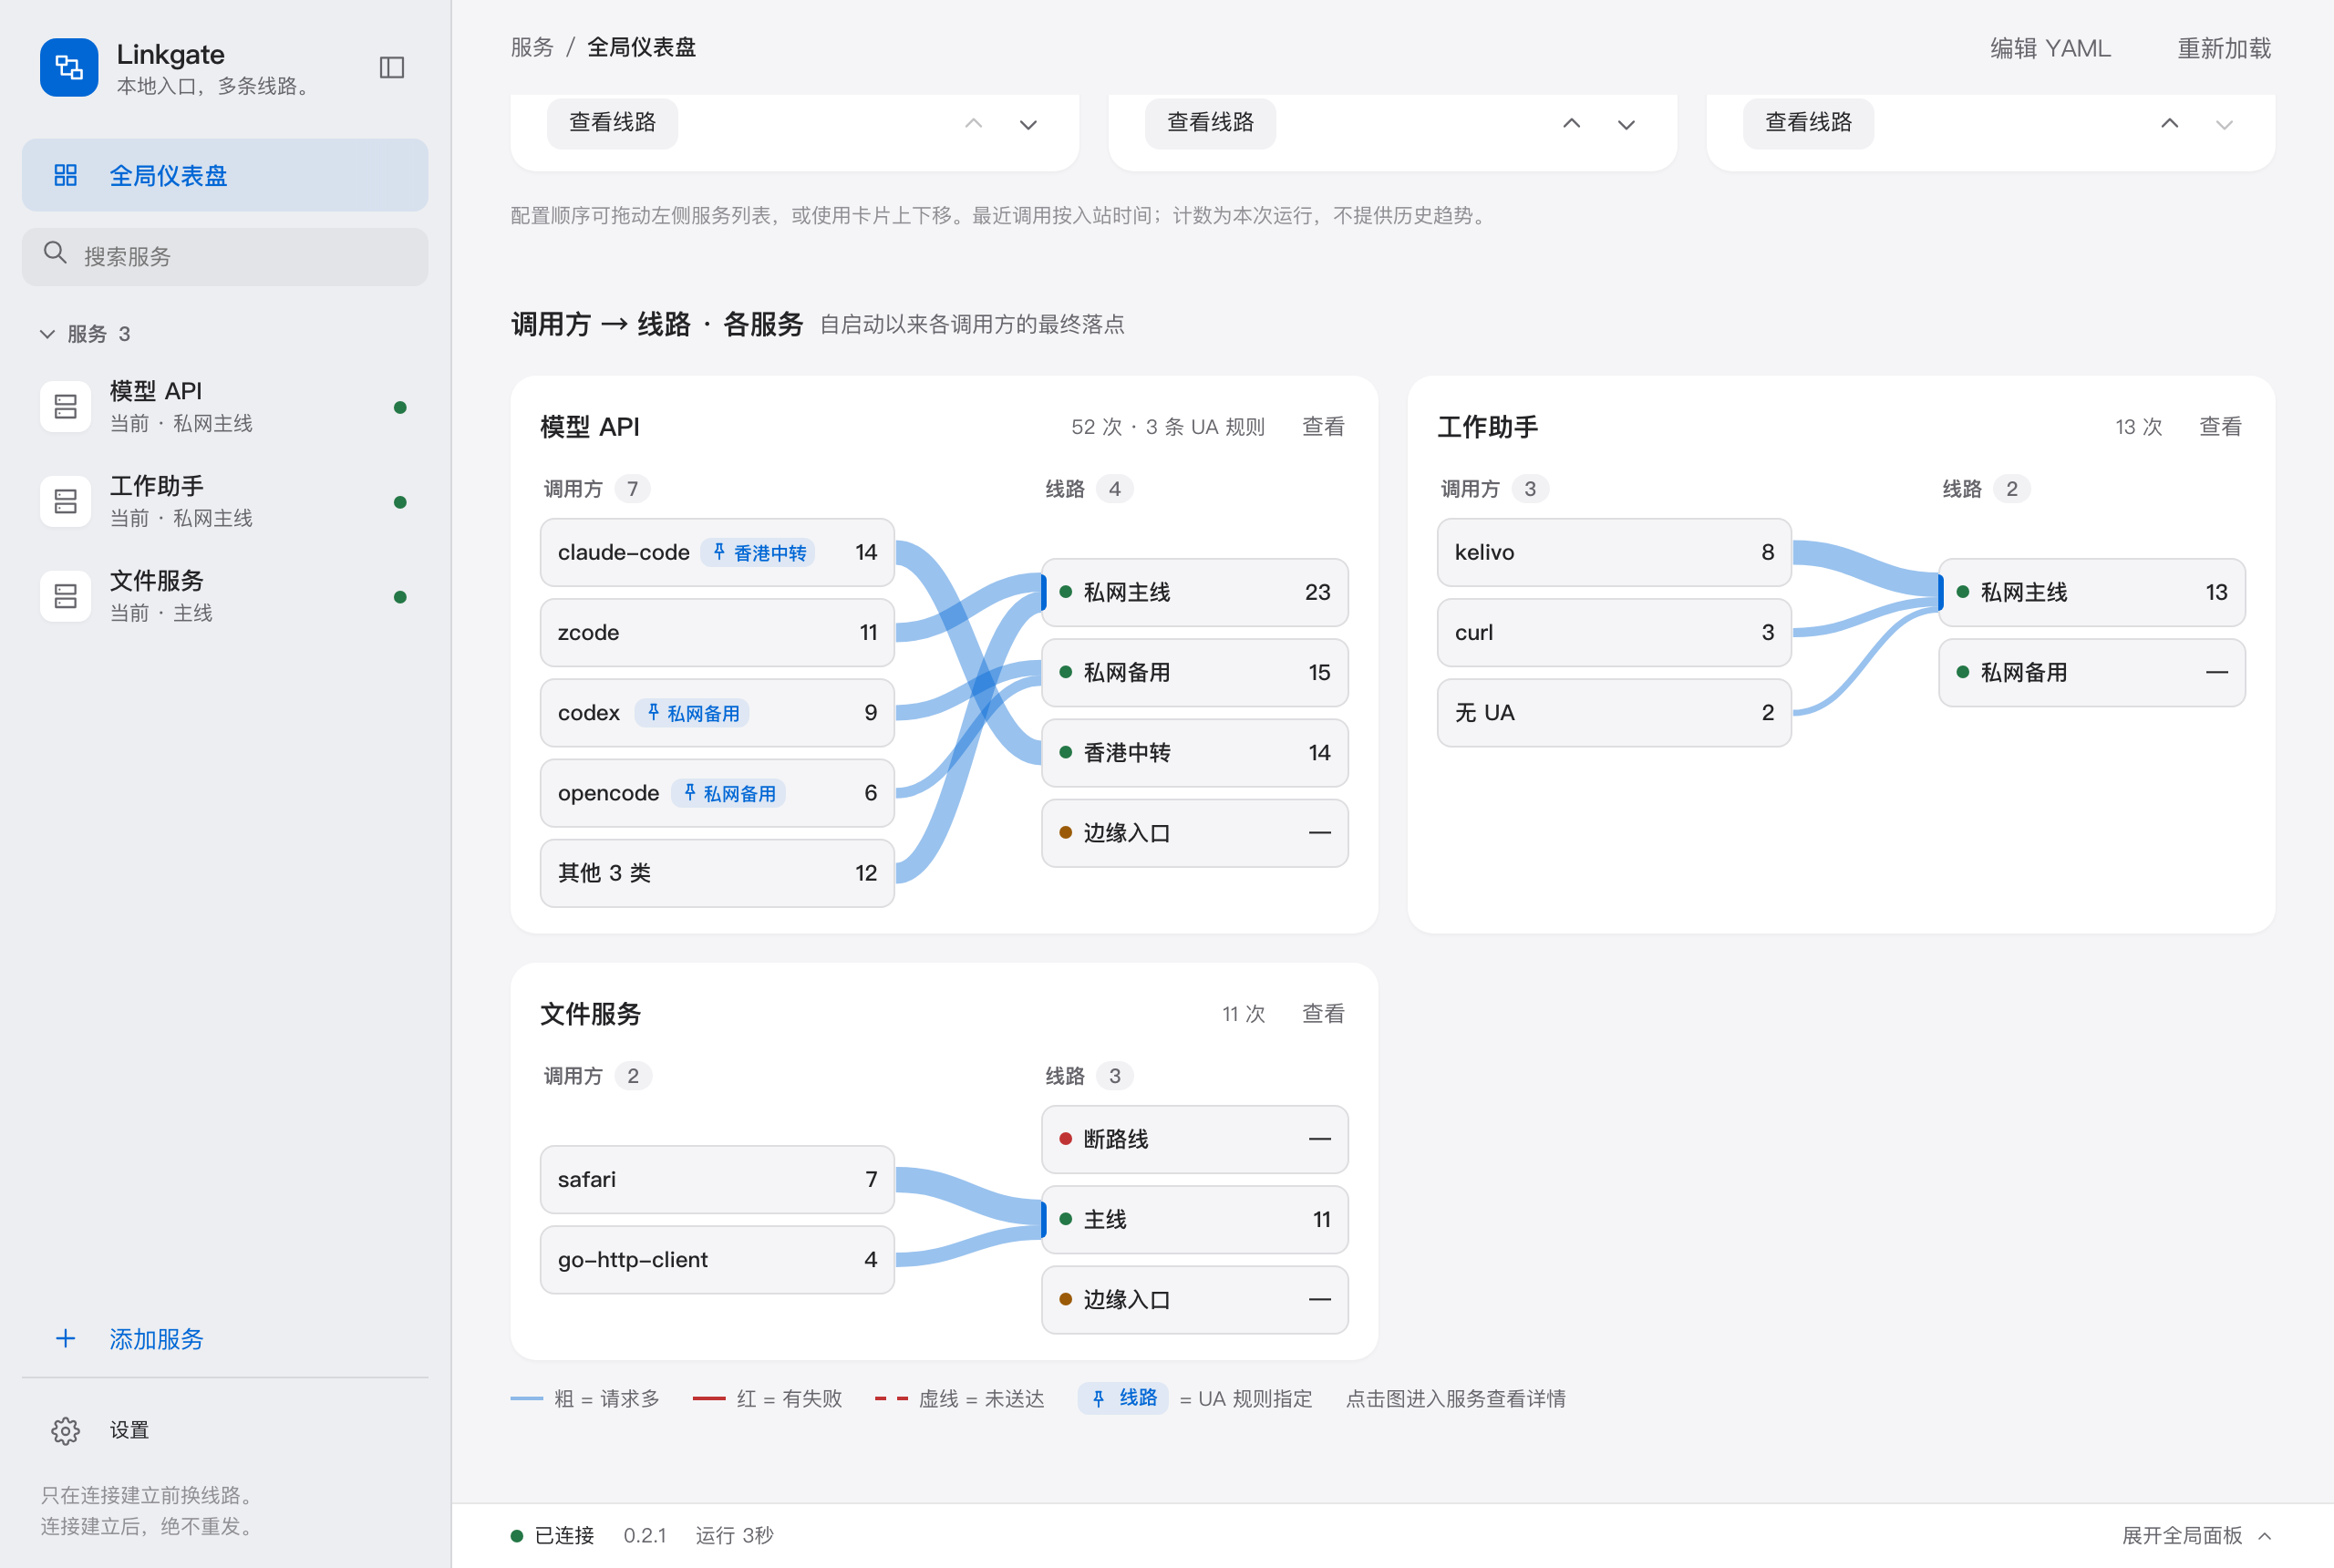 Linkgate
本地入口，多条线路。
全局仪表盘
搜索服务
服务 3
模型 API
当前 · 私网主线
工作助手
当前 · 私网主线
文件服务
当前 · 主线
添加服务
设置
只在连接建立前换线路。
连接建立后，绝不重发。
服务 / 全局仪表盘
编辑 YAML 重新加载
查看线路 查看线路 查看线路
配置顺序可拖动左侧服务列表，或使用卡片上下移。最近调用按入站时间；计数为本次运行，不提供历史趋势。
调用方 → 线路 · 各服务 自启动以来各调用方的最终落点
模型 API 52 次 · 3 条 UA 规则 查看
调用方 7 线路 4
claude-code 香港中转 14
zcode 11
codex 私网备用 9
opencode 私网备用 6
其他 3 类 12
私网主线 23
私网备用 15
香港中转 14
边缘入口 —
工作助手 13 次 查看
调用方 3 线路 2
kelivo 8
curl 3
无 UA 2
私网主线 13
私网备用 —
文件服务 11 次 查看
调用方 2 线路 3
safari 7
go-http-client 4
断路线 —
主线 11
边缘入口 —
粗 = 请求多 红 = 有失败 虚线 = 未送达 线路 = UA 规则指定 点击图进入服务查看详情
已连接 0.2.1 运行 3秒 展开全局面板